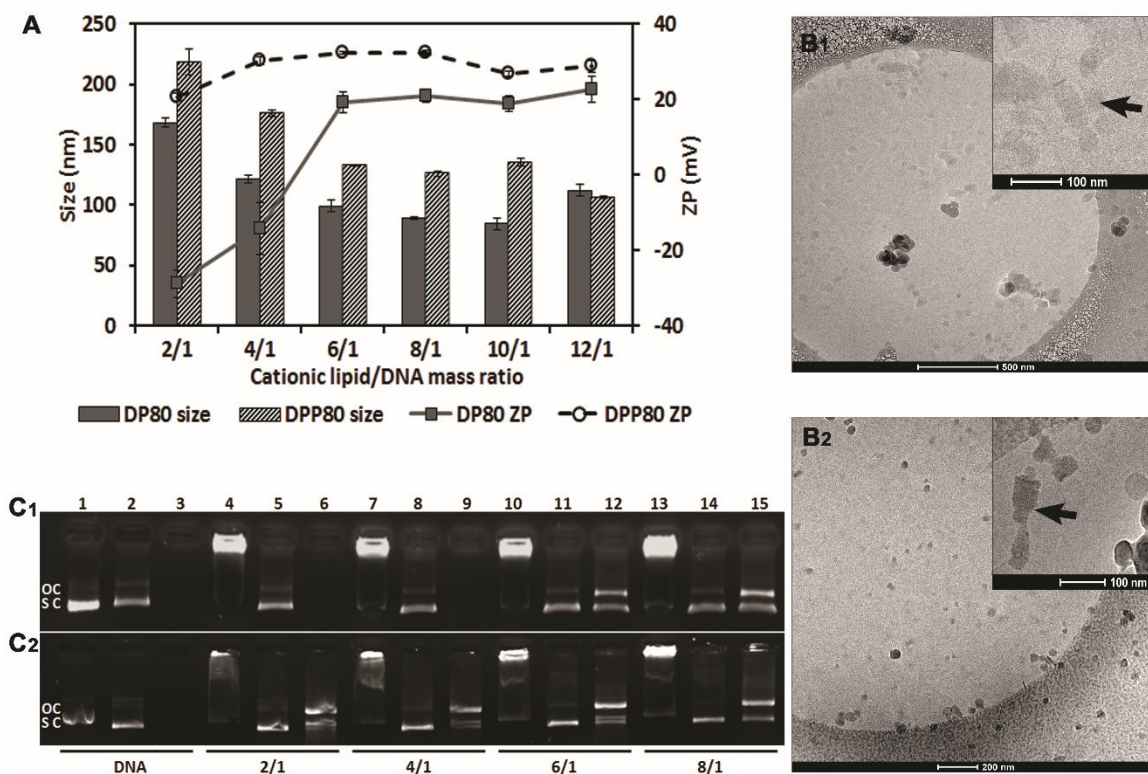 A
250
200
150
100
50
0
Size (nm)
40
20
0
-20
-40
ZP (mV)
2/1 4/1 6/1 8/1 10/1 12/1
Cationic lipid/DNA mass ratio
DP80 size DPP80 size DP80 ZP DPP80 ZP
B1
100 nm
500 nm
B2
100 nm
200 nm
C1
1 2 3 4 5 6 7 8 9 10 11 12 13 14 15
OC
SC
C2
OC
SC
DNA 2/1 4/1 6/1 8/1